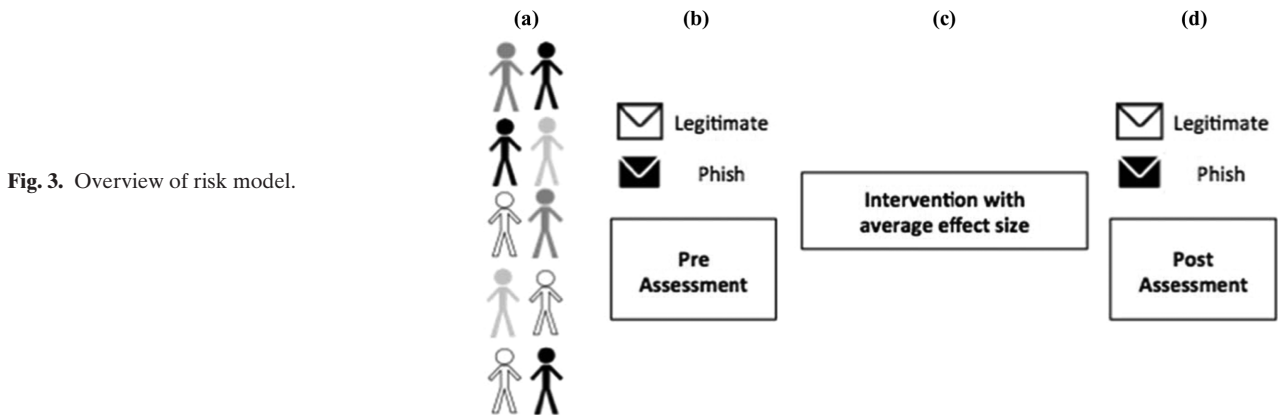 (a) (b) (c) (d)
Legitimate
Phish
Pre
Assessment
Intervention with
average effect size
Legitimate
Phish
Post
Assessment
Fig. 3. Overview of risk model.